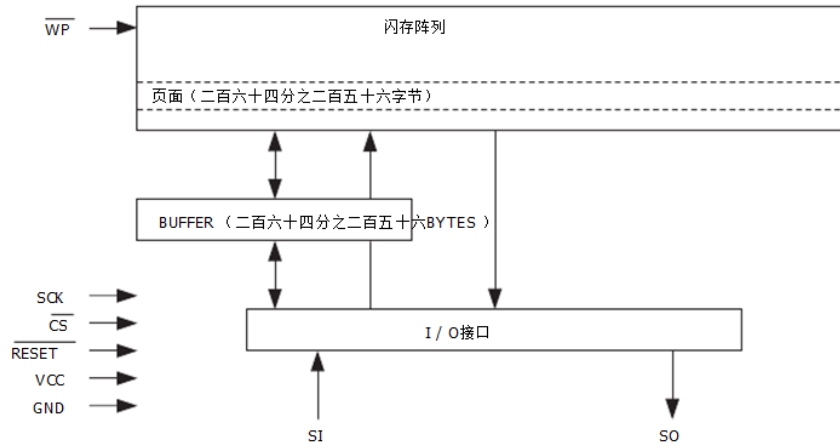 WP
闪存阵列
页面（二百六十四分之二百五十六字节）
BUFFER（二百六十四分之二百五十六BYTES）
SCK
CS
I/O接口
RESET
VCC
GND
SI
SO